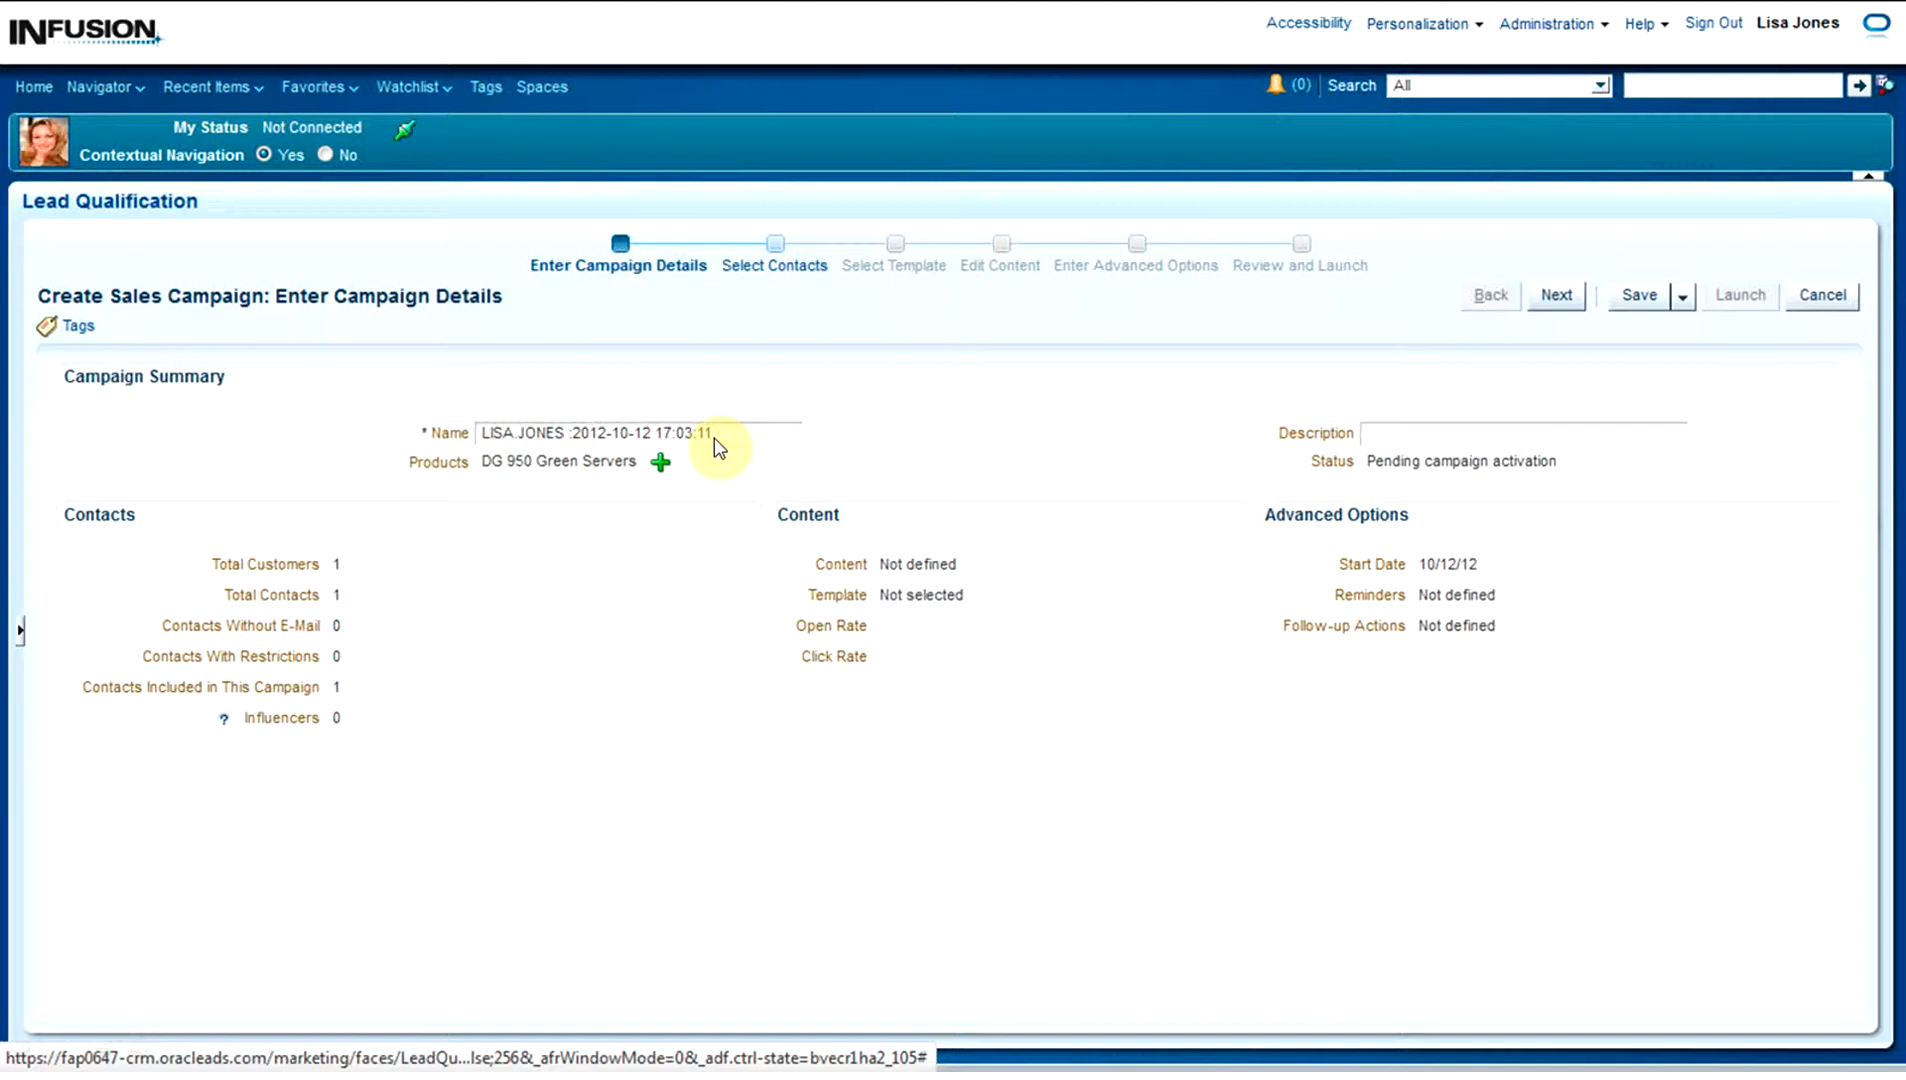 INFUSION
Accessibility Personalization Administration Help Sign Out Lisa Jones
Home Navigator Recent Items Favorites Watchlist Tags Spaces
(0) Search All
My Status Not Connected
Contextual Navigation Yes No
Lead Qualification
Enter Campaign Details Select Contacts Select Template Edit Content Enter Advanced Options Review and Launch
Create Sales Campaign: Enter Campaign Details
Back Next Save Launch Cancel
Tags
Campaign Summary
* Name LISA.JONES :2012-10-12 17:03:11
Description
Products DG 950 Green Servers
Status Pending campaign activation
Contacts
Total Customers 1
Total Contacts 1
Contacts Without E-Mail 0
Contacts With Restrictions 0
Contacts Included in This Campaign 1
? Influencers 0
Content
Content Not defined
Template Not selected
Open Rate
Click Rate
Advanced Options
Start Date 10/12/12
Reminders Not defined
Follow-up Actions Not defined
https://fap0647-crm.oracleads.com/marketing/faces/LeadQu...lse;256&_afrWindowMode=0&_adf.ctrl-state=bvecr1ha2_105#